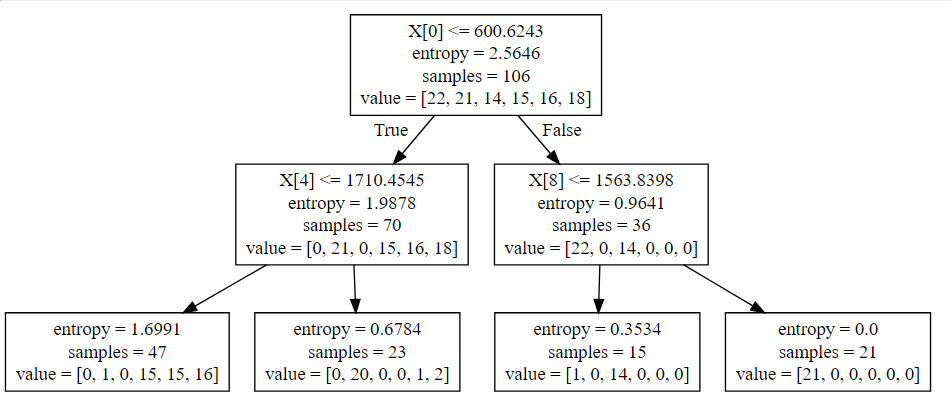 X[0] <= 600.6243
entropy = 2.5646
samples = 106
value = [22, 21, 14, 15, 16, 18]
True
False
X[4] <= 1710.4545
entropy = 1.9878
samples = 70
value = [0, 21, 0, 15, 16, 18]
X[8] <= 1563.8398
entropy = 0.9641
samples = 36
value = [22, 0, 14, 0, 0, 0]
entropy = 1.6991
samples = 47
value = [0, 1, 0, 15, 15, 16]
entropy = 0.6784
samples = 23
value = [0, 20, 0, 0, 1, 2]
entropy = 0.3534
samples = 15
value = [1, 0, 14, 0, 0, 0]
entropy = 0.0
samples = 21
value = [21, 0, 0, 0, 0, 0]